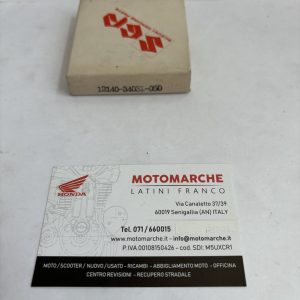 12140-34031-050
HONDA
MOTOMARCHE
LATINI FRANCO
Via Canaletto 37/39
60019 Senigallia (AN) ITALY
Tel. 071 / 660015
www.motomarche.it - info@motomarche.it
P.IVA 00108150426 - cod. SDI: M5UXCR1
MOTO / SCOOTER / NUOVO / USATO - RICAMBI - ABBIGLIAMENTO MOTO - OFFICINA
CENTRO REVISIONI - RECUPERO STRADALE